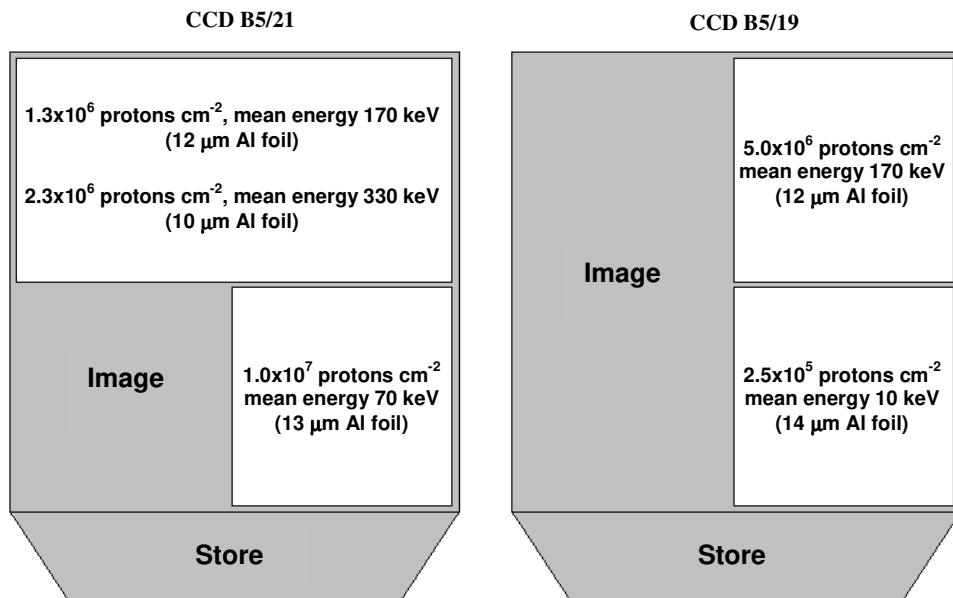 CCD B5/21
1.3x10⁶ protons cm⁻², mean energy 170 keV
(12 μm Al foil)
2.3x10⁶ protons cm⁻², mean energy 330 keV
(10 μm Al foil)
Image
1.0x10⁷ protons cm⁻²
mean energy 70 keV
(13 μm Al foil)
Store
CCD B5/19
5.0x10⁶ protons cm⁻²
mean energy 170 keV
(12 μm Al foil)
Image
2.5x10⁵ protons cm⁻²
mean energy 10 keV
(14 μm Al foil)
Store